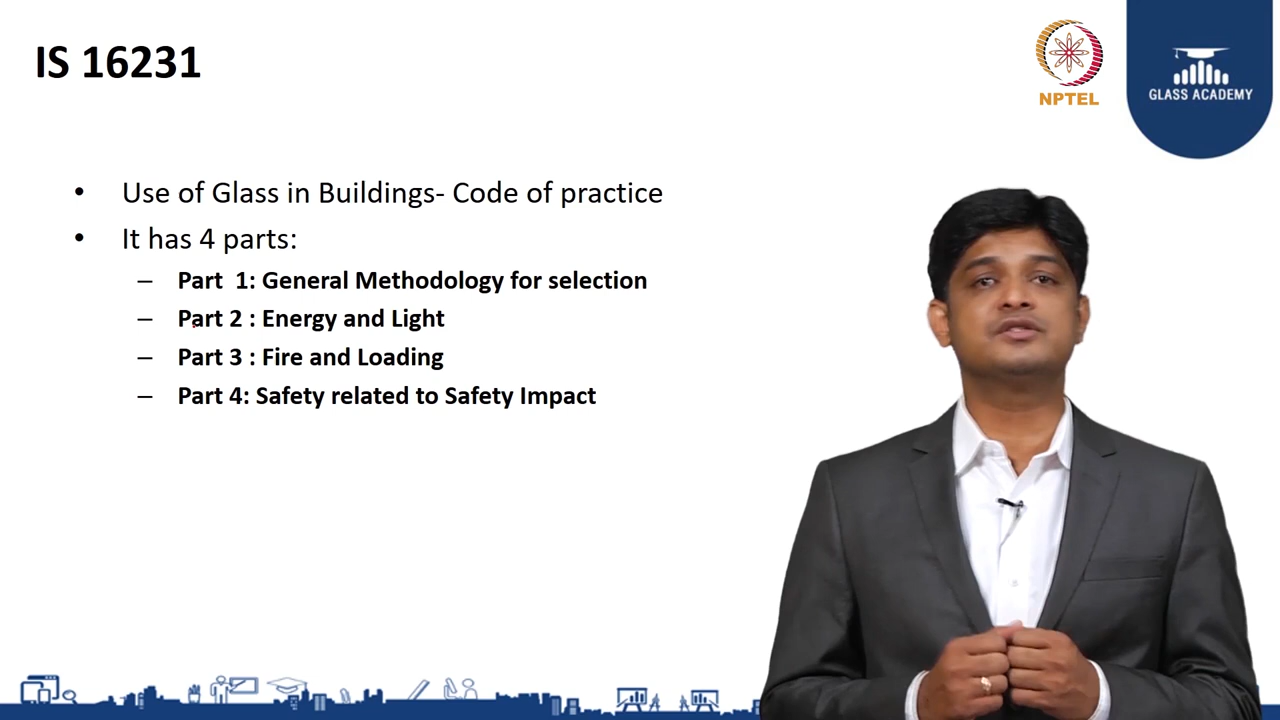 IS 16231
NPTEL
GLASS ACADEMY
• Use of Glass in Buildings- Code of practice
• It has 4 parts:
– Part  1: General Methodology for selection
– Part 2 : Energy and Light
– Part 3 : Fire and Loading
– Part 4: Safety related to Safety Impact